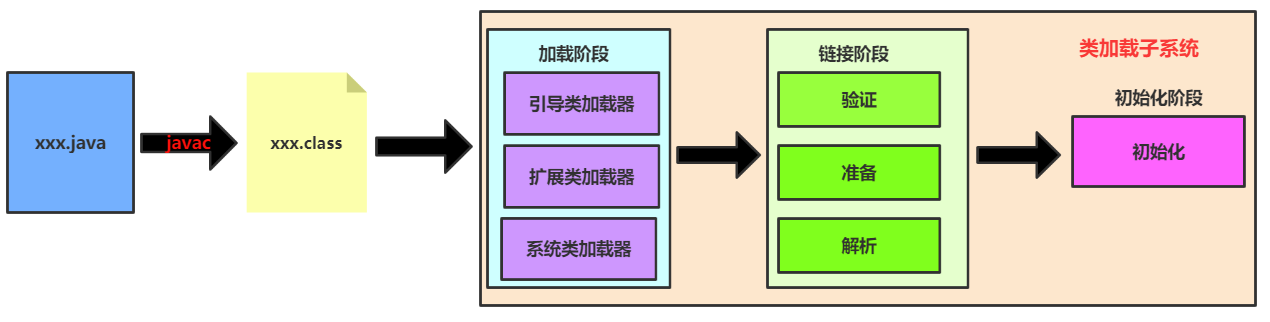 xxx.java
javac
xxx.class
类加载子系统
加载阶段
引导类加载器
扩展类加载器
系统类加载器
链接阶段
验证
准备
解析
初始化阶段
初始化